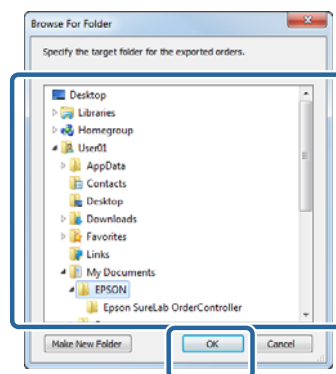 Browse For Folder
Specify the target folder for the exported orders.
Desktop
Libraries
Homegroup
User01
AppData
Contacts
Desktop
Downloads
Favorites
Links
My Documents
EPSON
Epson SureLab OrderController
Make New Folder
OK
Cancel